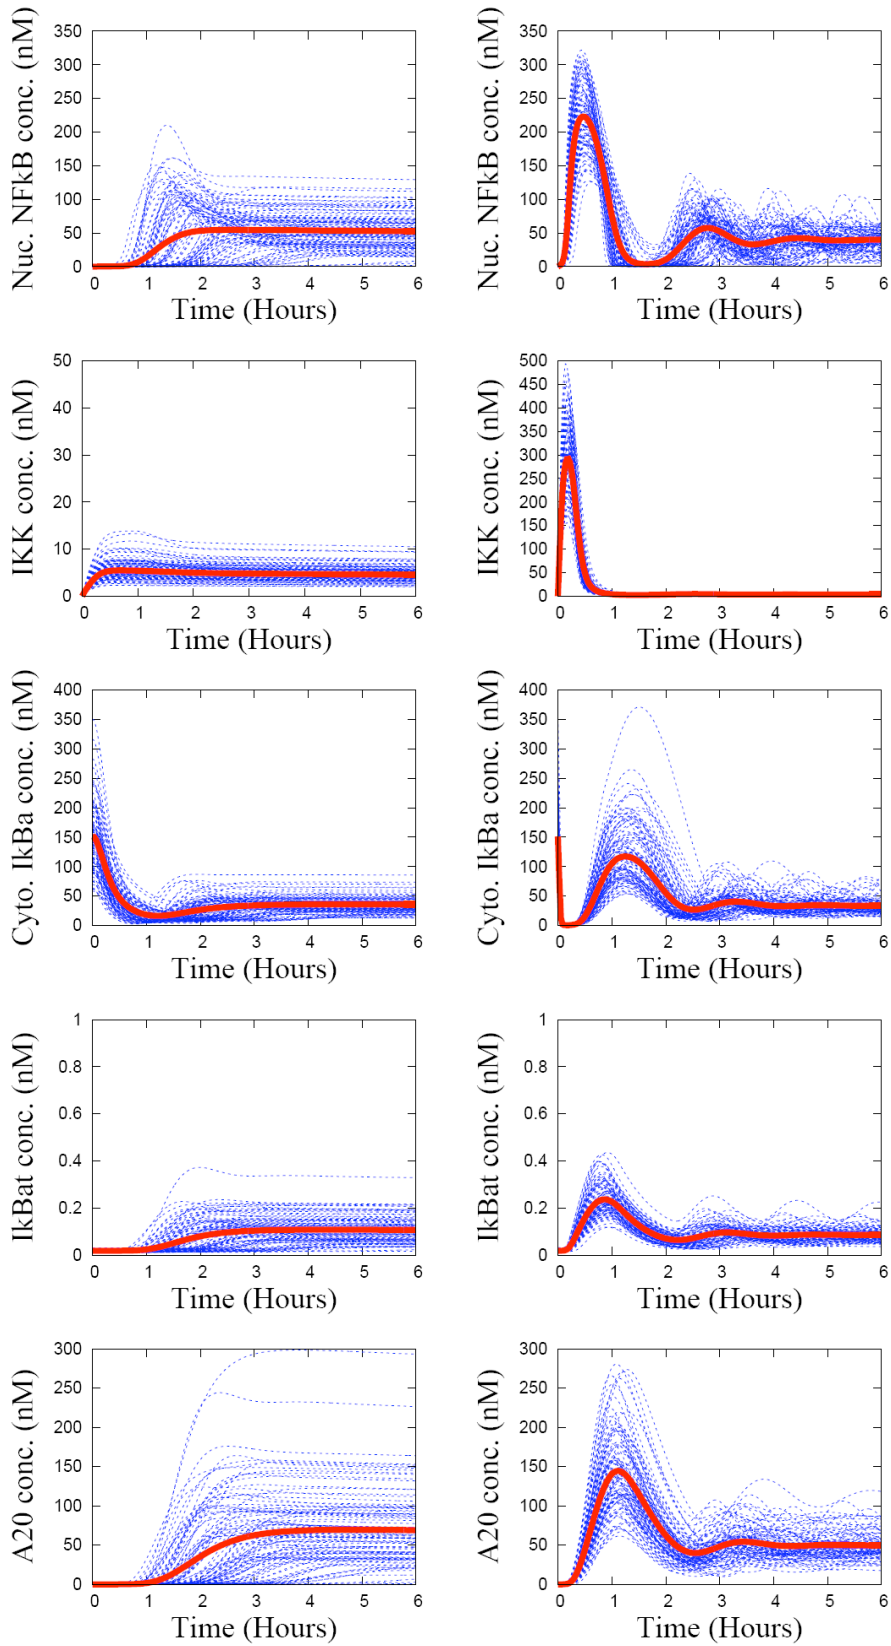 Nuc. NFkB conc. (nM)
350
300
250
200
150
100
50
0
0 1 2 3 4 5 6
Time (Hours)
Nuc. NFkB conc. (nM)
350
300
250
200
150
100
50
0
0 1 2 3 4 5 6
Time (Hours)
IKK conc. (nM)
50
40
30
20
10
0
0 1 2 3 4 5 6
Time (Hours)
IKK conc. (nM)
500
450
400
350
300
250
200
150
100
50
0
0 1 2 3 4 5 6
Time (Hours)
Cyto. IkBa conc. (nM)
400
350
300
250
200
150
100
50
0
0 1 2 3 4 5 6
Time (Hours)
Cyto. IkBa conc. (nM)
400
350
300
250
200
150
100
50
0
0 1 2 3 4 5 6
Time (Hours)
IkBat conc. (nM)
1
0.8
0.6
0.4
0.2
0
0 1 2 3 4 5 6
Time (Hours)
IkBat conc. (nM)
1
0.8
0.6
0.4
0.2
0
0 1 2 3 4 5 6
Time (Hours)
A20 conc. (nM)
300
250
200
150
100
50
0
0 1 2 3 4 5 6
Time (Hours)
A20 conc. (nM)
300
250
200
150
100
50
0
0 1 2 3 4 5 6
Time (Hours)